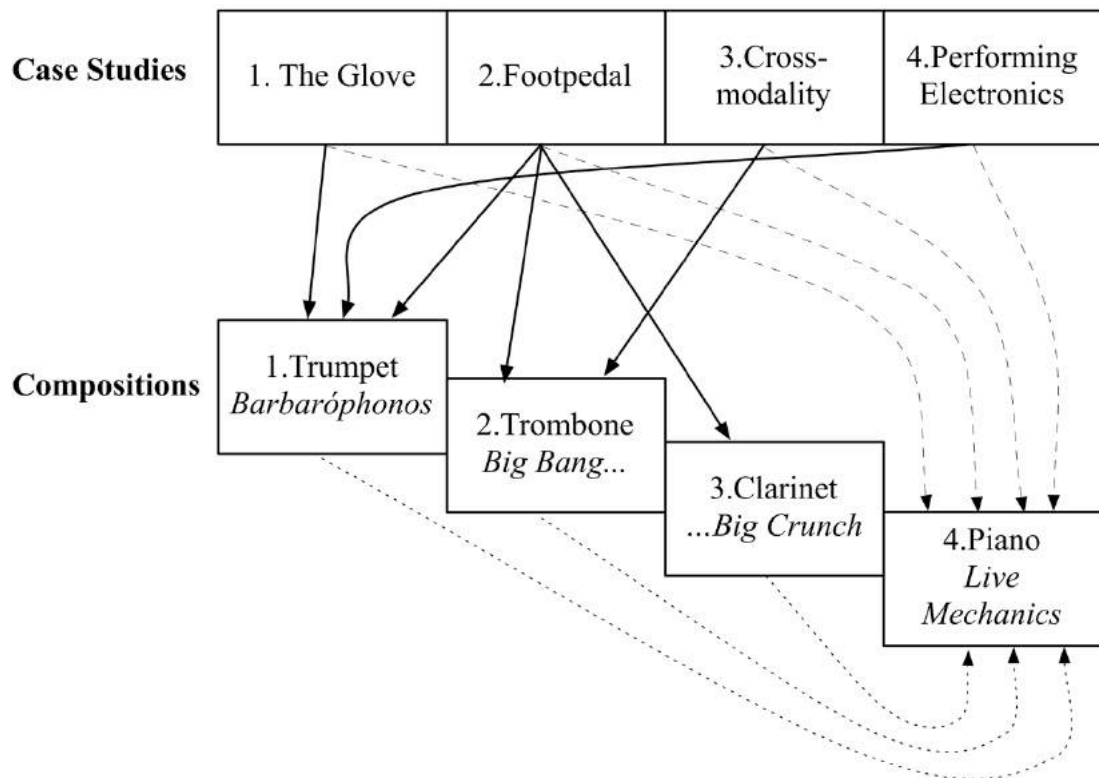 Case Studies
1. The Glove
2.Footpedal
3.Cross-
modality
4.Performing
Electronics
Compositions
1.Trumpet
Barbaróphonos
2.Trombone
Big Bang...
3.Clarinet
...Big Crunch
4.Piano
Live
Mechanics